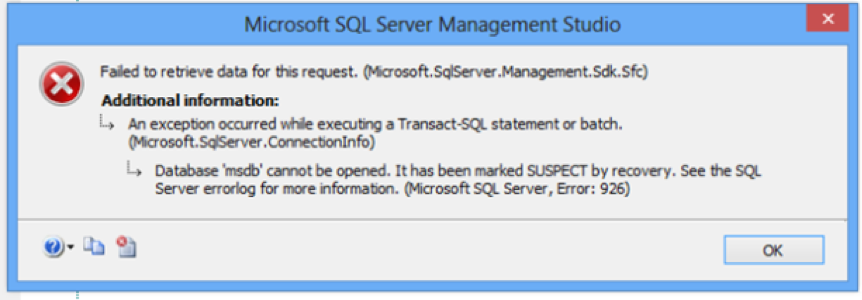 Microsoft SQL Server Management Studio
Failed to retrieve data for this request. (Microsoft.SqlServer.Management.Sdk.Sfc)
Additional information:
An exception occurred while executing a Transact-SQL statement or batch.
(Microsoft.SqlServer.ConnectionInfo)
Database 'msdb' cannot be opened. It has been marked SUSPECT by recovery. See the SQL
Server errorlog for more information. (Microsoft SQL Server, Error: 926)
OK